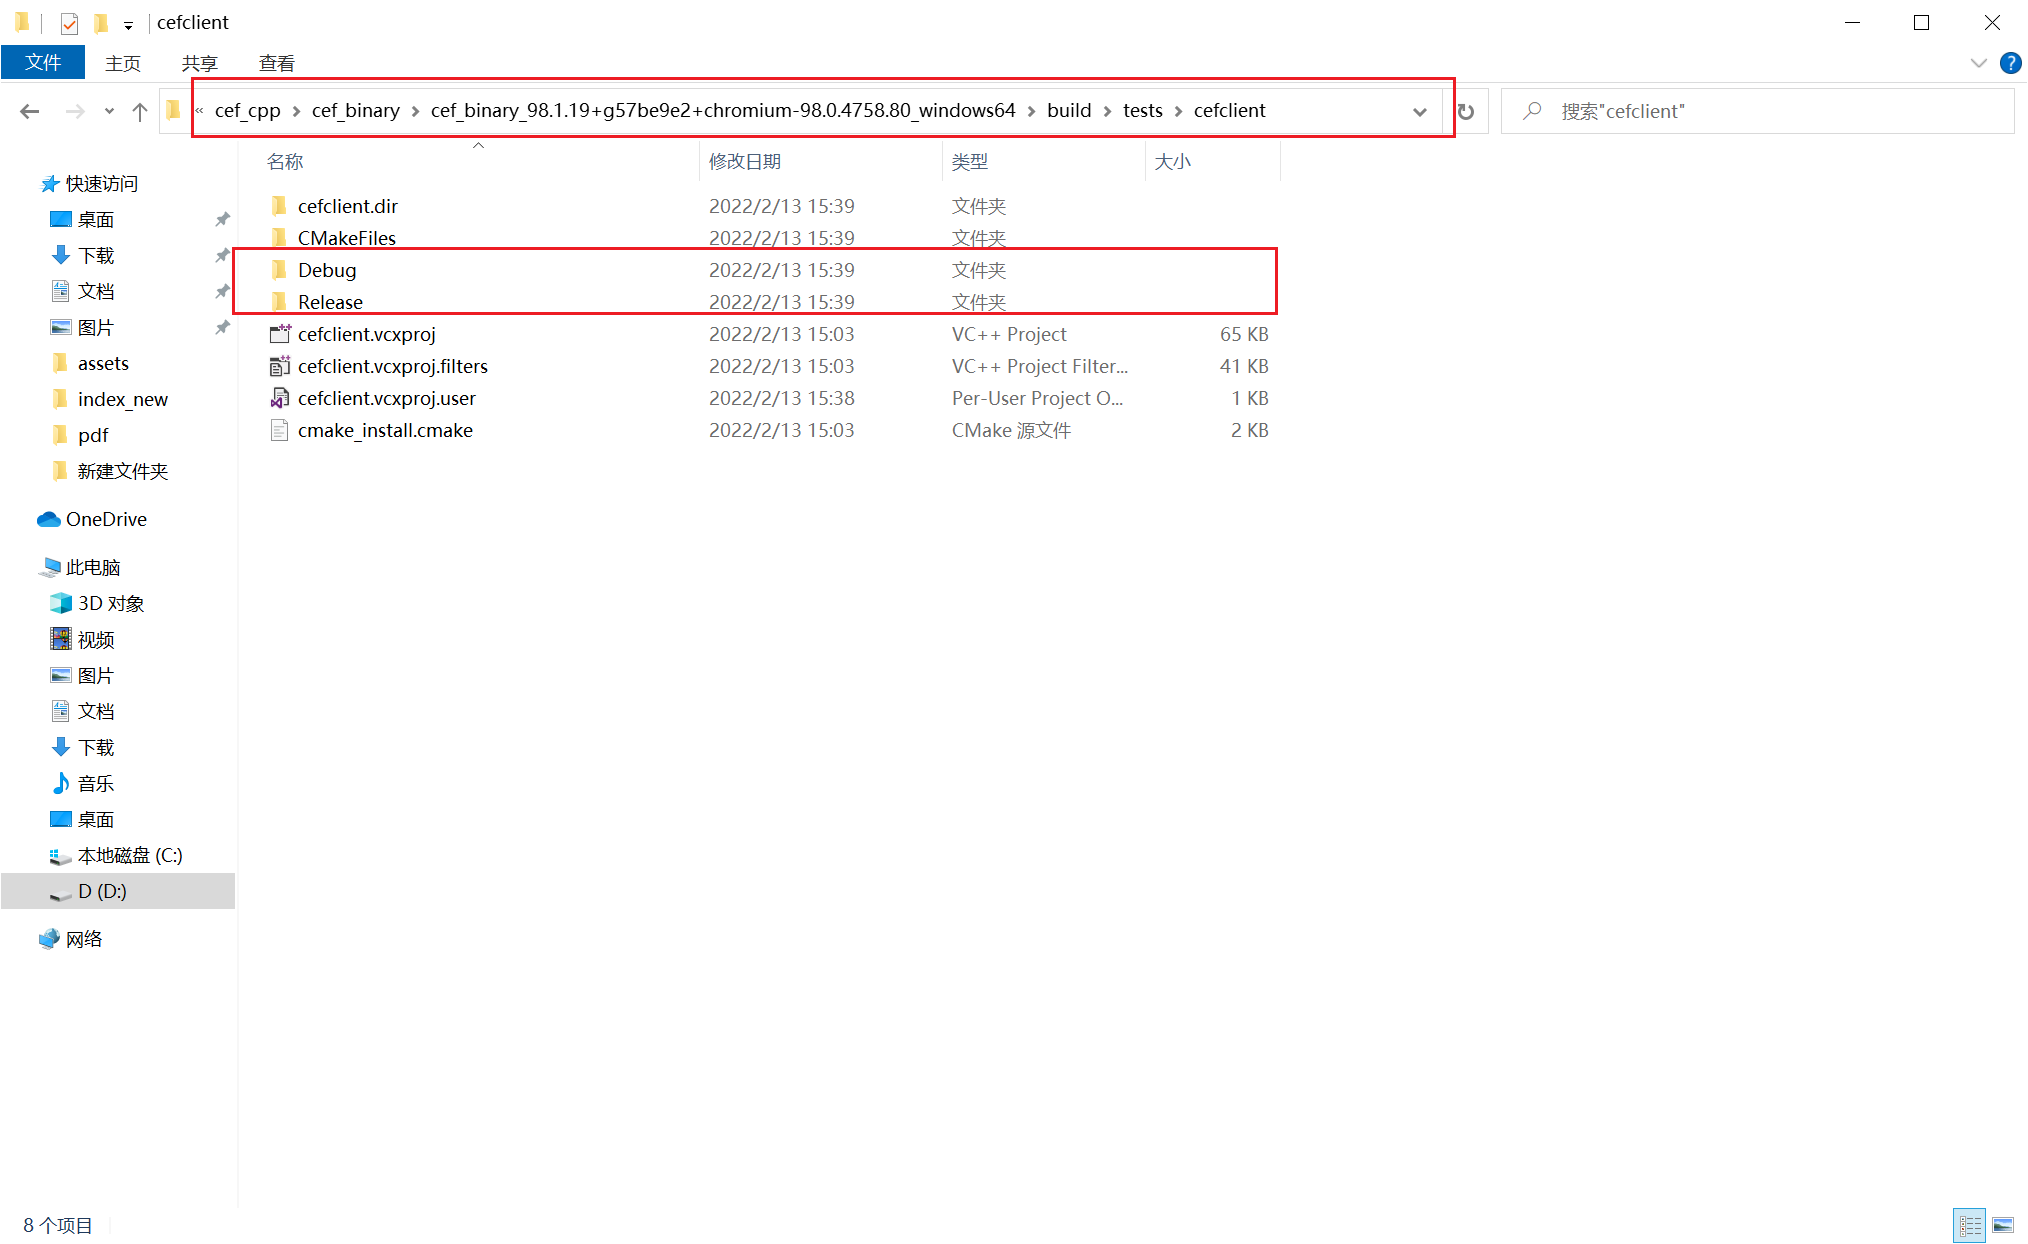 cefclient
文件 主页 共享 查看
« cef_cpp > cef_binary > cef_binary_98.1.19+g57be9e2+chromium-98.0.4758.80_windows64 > build > tests > cefclient
搜索"cefclient"
名称 修改日期 类型 大小
快速访问
桌面
下载
文档
图片
assets
index_new
pdf
新建文件夹
OneDrive
此电脑
3D 对象
视频
图片
文档
下载
音乐
桌面
本地磁盘 (C:)
D (D:)
网络
cefclient.dir 2022/2/13 15:39 文件夹
CMakeFiles 2022/2/13 15:39 文件夹
Debug 2022/2/13 15:39 文件夹
Release 2022/2/13 15:39 文件夹
cefclient.vcxproj 2022/2/13 15:03 VC++ Project 65 KB
cefclient.vcxproj.filters 2022/2/13 15:03 VC++ Project Filter... 41 KB
cefclient.vcxproj.user 2022/2/13 15:38 Per-User Project O... 1 KB
cmake_install.cmake 2022/2/13 15:03 CMake 源文件 2 KB
8 个项目